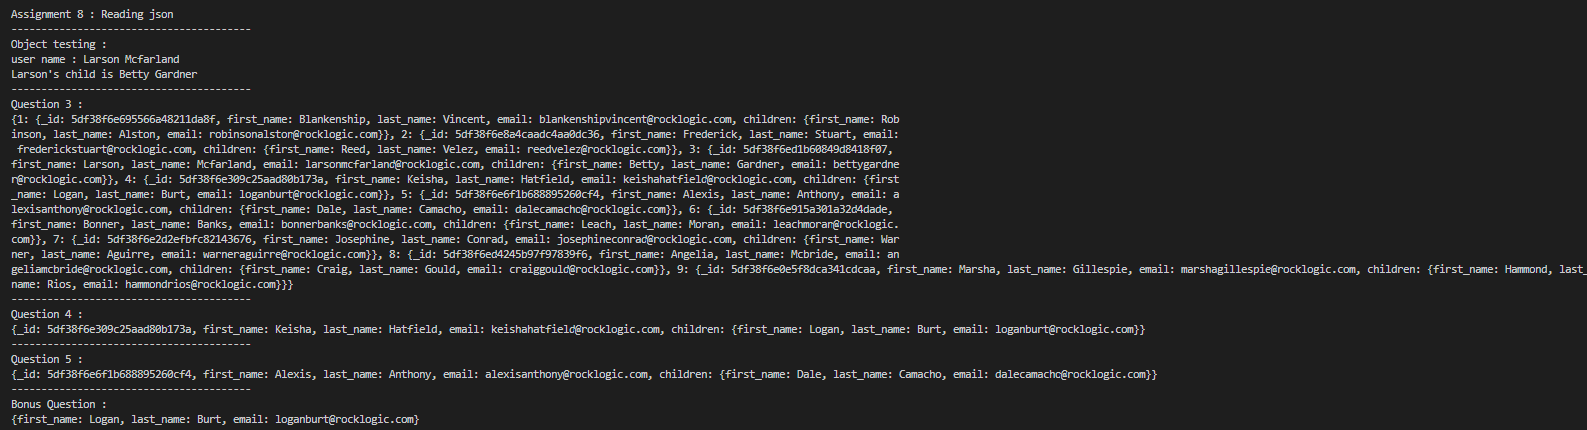 Assignment 8 : Reading json
----------------------------------------
Object testing :
user name : Larson Mcfarland
Larson's child is Betty Gardner
----------------------------------------
Question 3 :
{1: {_id: 5df38f6e695566a48211da8f, first_name: Blankenship, last_name: Vincent, email: blankenshipvincent@rocklogic.com, children: {first_name: Rob
inson, last_name: Alston, email: robinsonalston@rocklogic.com}}, 2: {_id: 5df38f6e8a4caadc4aa0dc36, first_name: Frederick, last_name: Stuart, email:
 frederickstuart@rocklogic.com, children: {first_name: Reed, last_name: Velez, email: reedvelez@rocklogic.com}}, 3: {_id: 5df38f6ed1b60849d8418f07,
first_name: Larson, last_name: Mcfarland, email: larsonmcfarland@rocklogic.com, children: {first_name: Betty, last_name: Gardner, email: bettygardne
r@rocklogic.com}}, 4: {_id: 5df38f6e309c25aad80b173a, first_name: Keisha, last_name: Hatfield, email: keishahatfield@rocklogic.com, children: {first
_name: Logan, last_name: Burt, email: loganburt@rocklogic.com}}, 5: {_id: 5df38f6e6f1b688895260cf4, first_name: Alexis, last_name: Anthony, email: a
lexisanthony@rocklogic.com, children: {first_name: Dale, last_name: Camacho, email: dalecamacho@rocklogic.com}}, 6: {_id: 5df38f6e915a301a32d4dade,
first_name: Bonner, last_name: Banks, email: bonnerbanks@rocklogic.com, children: {first_name: Leach, last_name: Moran, email: leachmoran@rocklogic.
com}}, 7: {_id: 5df38f6e2d2efbfc82143676, first_name: Josephine, last_name: Conrad, email: josephineconrad@rocklogic.com, children: {first_name: War
ner, last_name: Aguirre, email: warneraguirre@rocklogic.com}}, 8: {_id: 5df38f6ed4245b97f97839f6, first_name: Angelia, last_name: Mcbride, email: an
geliamcbride@rocklogic.com, children: {first_name: Craig, last_name: Gould, email: craiggould@rocklogic.com}}, 9: {_id: 5df38f6e0e5f8dca341cdcaa, first_name: Marsha, last_name: Gillespie, email: marshagillespie@rocklogic.com, children: {first_name: Hammond, last_
name: Rios, email: hammondrios@rocklogic.com}}}
----------------------------------------
Question 4 :
{_id: 5df38f6e309c25aad80b173a, first_name: Keisha, last_name: Hatfield, email: keishahatfield@rocklogic.com, children: {first_name: Logan, last_name: Burt, email: loganburt@rocklogic.com}}
----------------------------------------
Question 5 :
{_id: 5df38f6e6f1b688895260cf4, first_name: Alexis, last_name: Anthony, email: alexisanthony@rocklogic.com, children: {first_name: Dale, last_name: Camacho, email: dalecamacho@rocklogic.com}}
----------------------------------------
Bonus Question :
{first_name: Logan, last_name: Burt, email: loganburt@rocklogic.com}